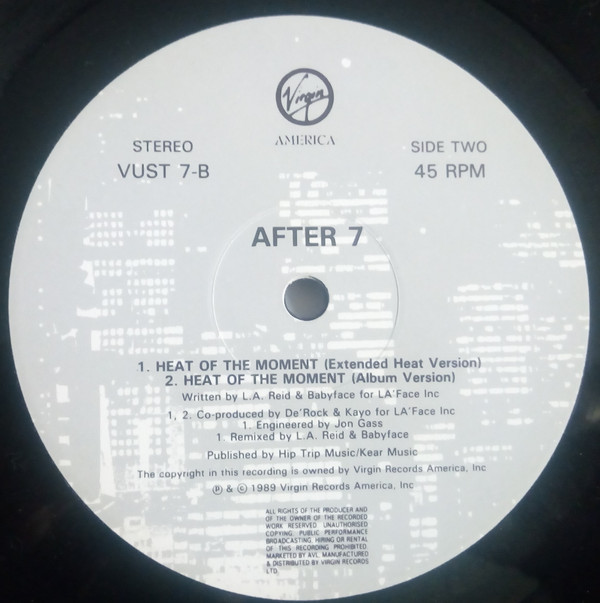 Virgin
AMERICA
STEREO
SIDE TWO
VUST 7-B
45 RPM
AFTER 7
1. HEAT OF THE MOMENT (Extended Heat Version)
2. HEAT OF THE MOMENT (Album Version)
Written by L.A. Reid & Babyface for LA'Face Inc
1, 2. Co-produced by De'Rock & Kayo for LA'Face Inc
1. Engineered by Jon Gass
1. Remixed by L.A. Reid & Babyface
Published by Hip Trip Music/Kear Music
The copyright in this recording is owned by Virgin Records America, Inc
℗ & © 1989 Virgin Records America, Inc
ALL RIGHTS OF THE PRODUCER AND
OF THE OWNER OF THE RECORDED
WORK RESERVED UNAUTHORISED
COPYING PUBLIC PERFORMANCE
BROADCASTING HIRING OR RENTAL
OF THIS RECORDING PROHIBITED.
MARKETED BY AVL. MANUFACTURED
& DISTRIBUTED BY VIRGIN RECORDS
LTD.